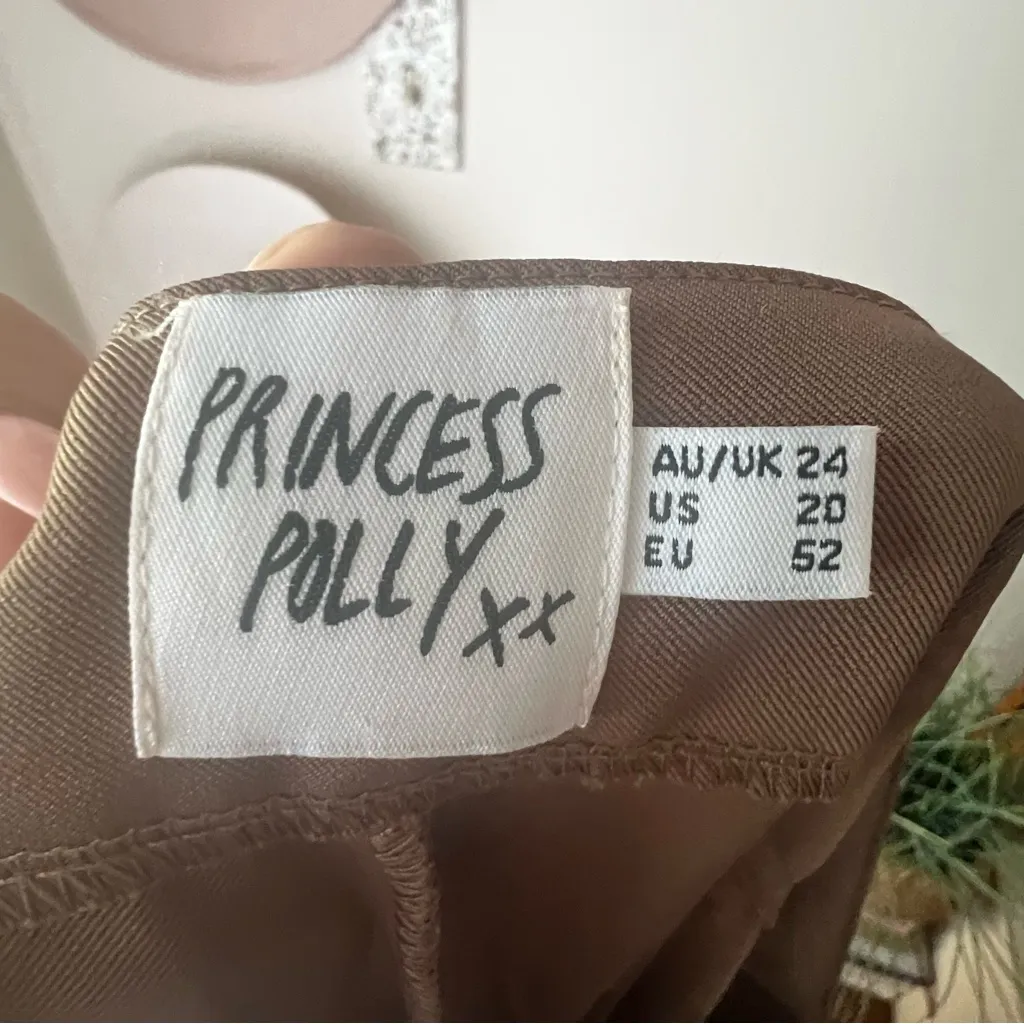 PRINCESS
POLLY xx
AU/UK 24
US 20
EU 52